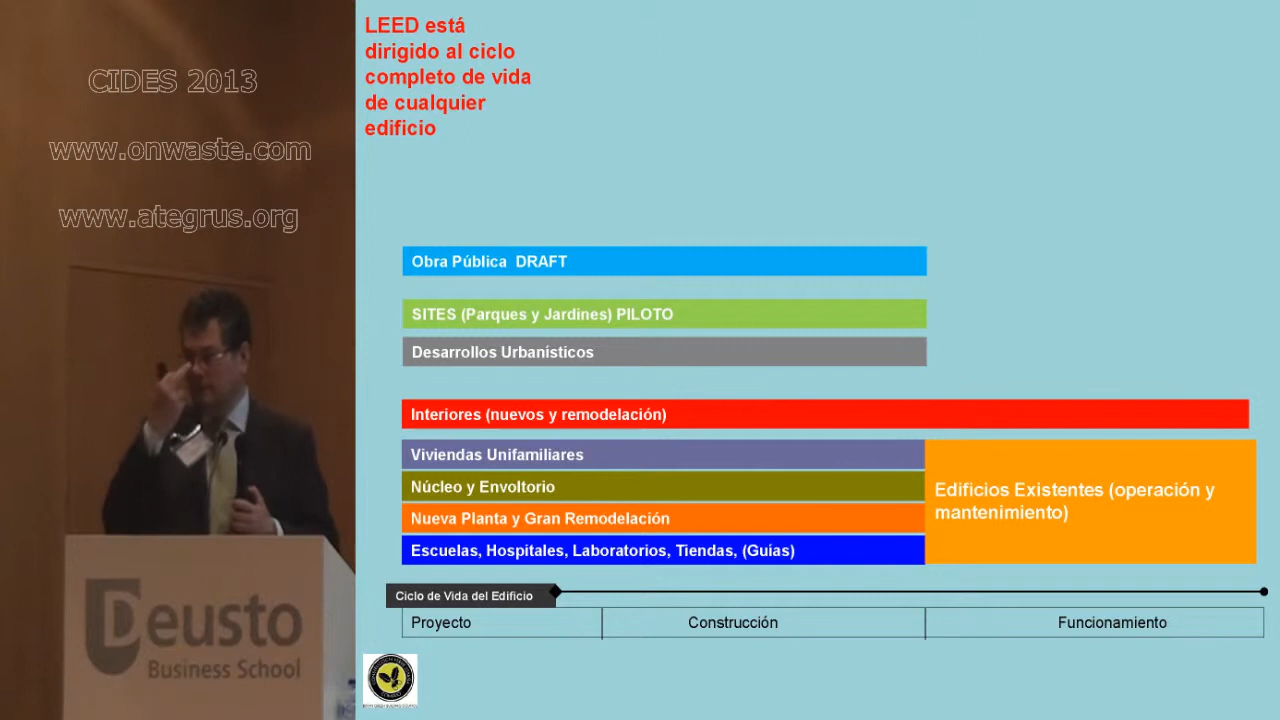 CIDES 2013
www.onwaste.com
www.ategrus.org
Deusto
Business School
LEED está
dirigido al ciclo
completo de vida
de cualquier
edificio
Obra Pública DRAFT
SITES (Parques y Jardines) PILOTO
Desarrollos Urbanísticos
Interiores (nuevos y remodelación)
Viviendas Unifamiliares
Núcleo y Envoltorio
Nueva Planta y Gran Remodelación
Escuelas, Hospitales, Laboratorios, Tiendas, (Guías)
Edificios Existentes (operación y
mantenimiento)
Ciclo de Vida del Edificio
Proyecto
Construcción
Funcionamiento